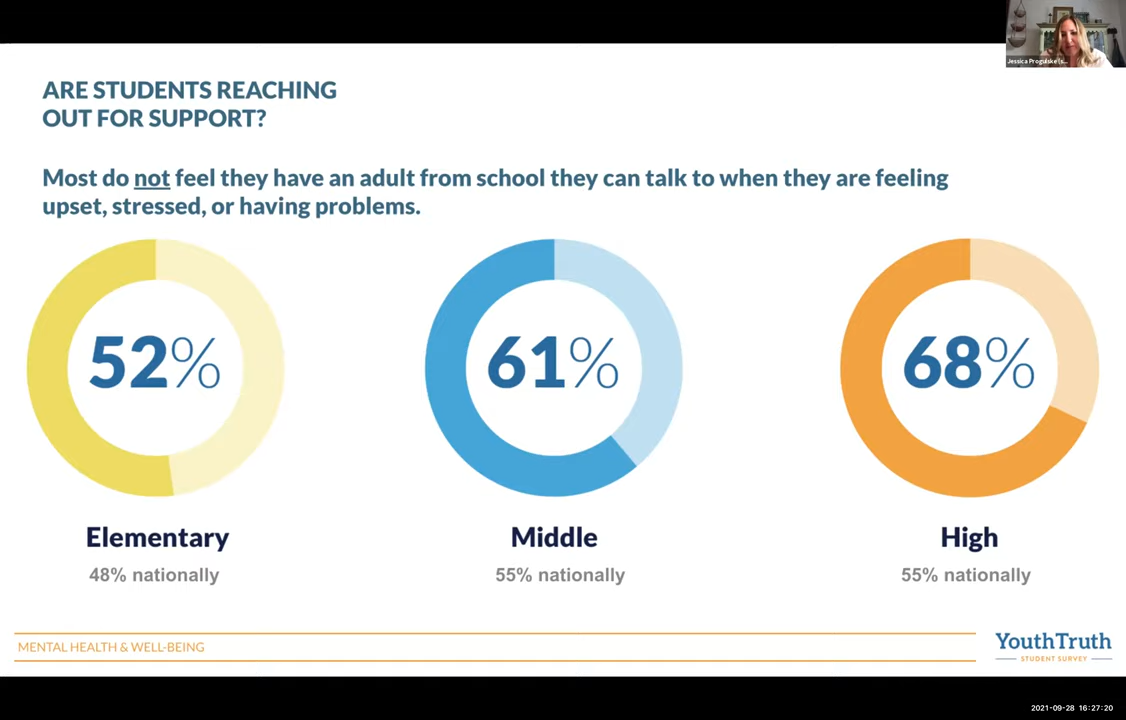 Jessica Progulske (s...
ARE STUDENTS REACHING
OUT FOR SUPPORT?
Most do not feel they have an adult from school they can talk to when they are feeling
upset, stressed, or having problems.
52%
61%
68%
Elementary
Middle
High
48% nationally
55% nationally
55% nationally
MENTAL HEALTH & WELL-BEING
YouthTruth
STUDENT SURVEY
2021-09-28 16:27:20